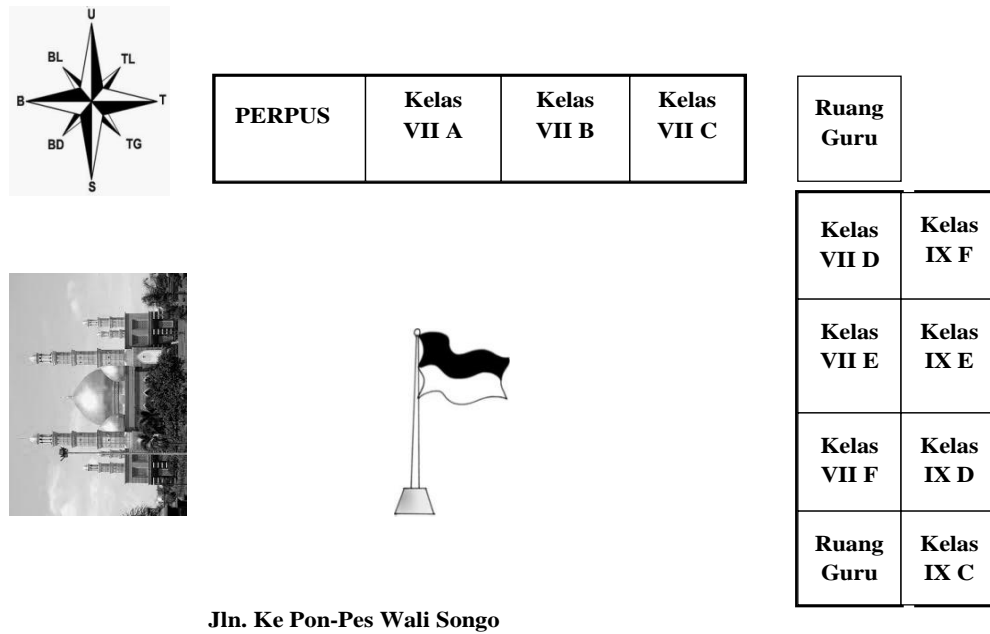 U
BL
TL
B
T
BD
TG
S
PERPUS
Kelas
VII A
Kelas
VII B
Kelas
VII C
Ruang
Guru
Kelas
VII D
Kelas
IX F
Kelas
VII E
Kelas
IX E
Kelas
VII F
Kelas
IX D
Ruang
Guru
Kelas
IX C
Jln. Ke Pon-Pes Wali Songo